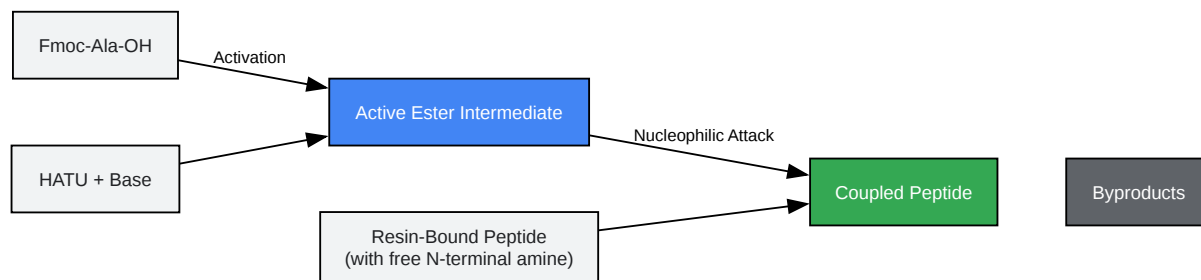 Fmoc-Ala-OH
Activation
HATU + Base
Active Ester Intermediate
Nucleophilic Attack
Resin-Bound Peptide
(with free N-terminal amine)
Coupled Peptide
Byproducts